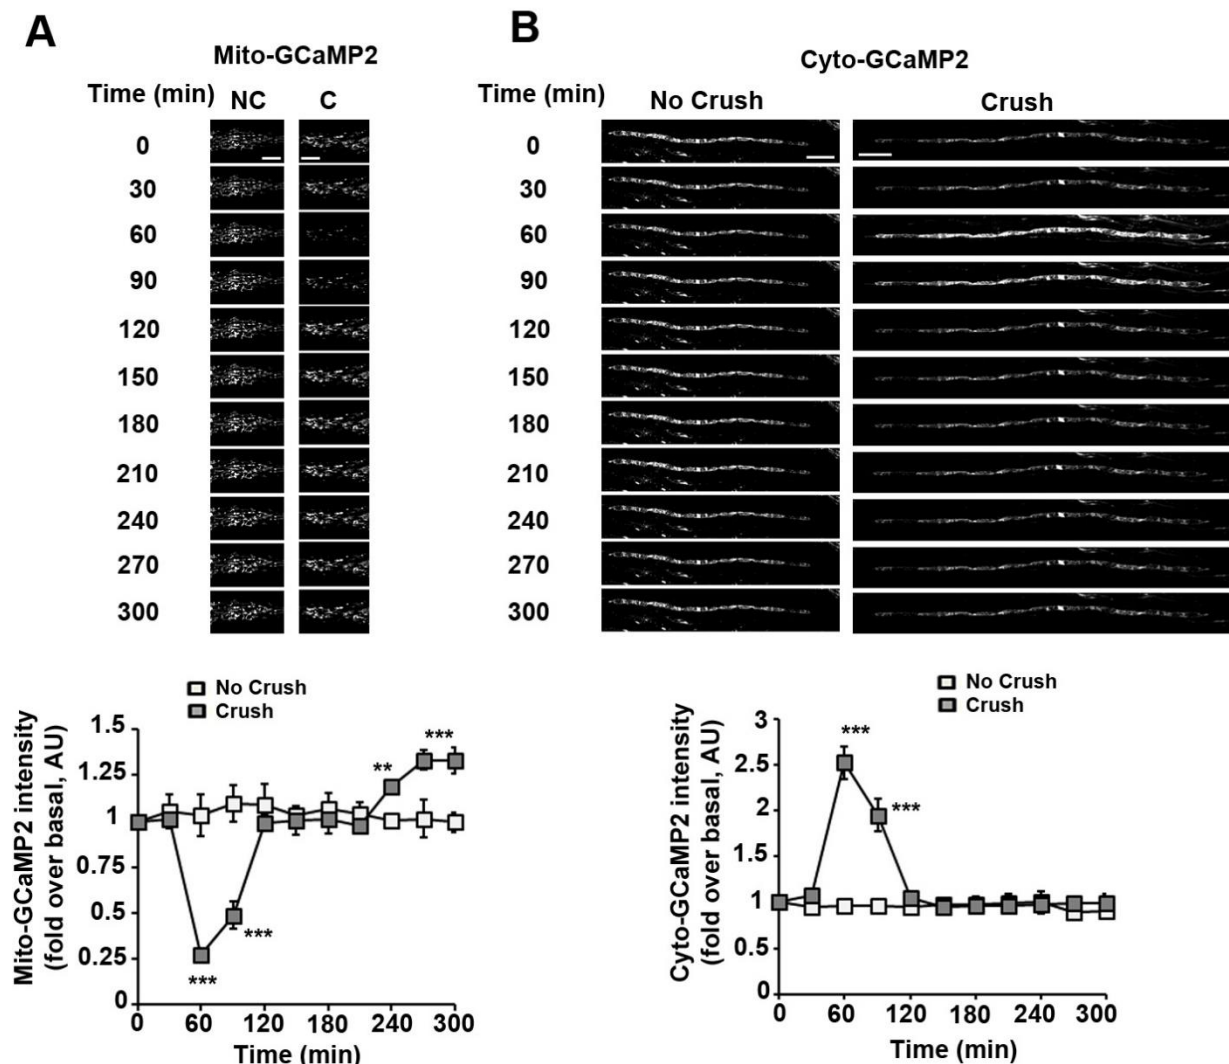 A
B
Mito-GCaMP2
Cyto-GCaMP2
Time (min) NC C
Time (min) No Crush Crush
0
30
60
90
120
150
180
210
240
270
300
0
30
60
90
120
150
180
210
240
270
300
No Crush
Crush
Mito-GCaMP2 intensity
(fold over basal, AU)
1.5
1.25
1
0.75
0.5
0.25
0
***
***
**
***
0 60 120 180 240 300
Time (min)
No Crush
Crush
Cyto-GCaMP2 intensity
(fold over basal, AU)
3
2.5
2
1.5
1
0.5
0
***
***
0 60 120 180 240 300
Time (min)